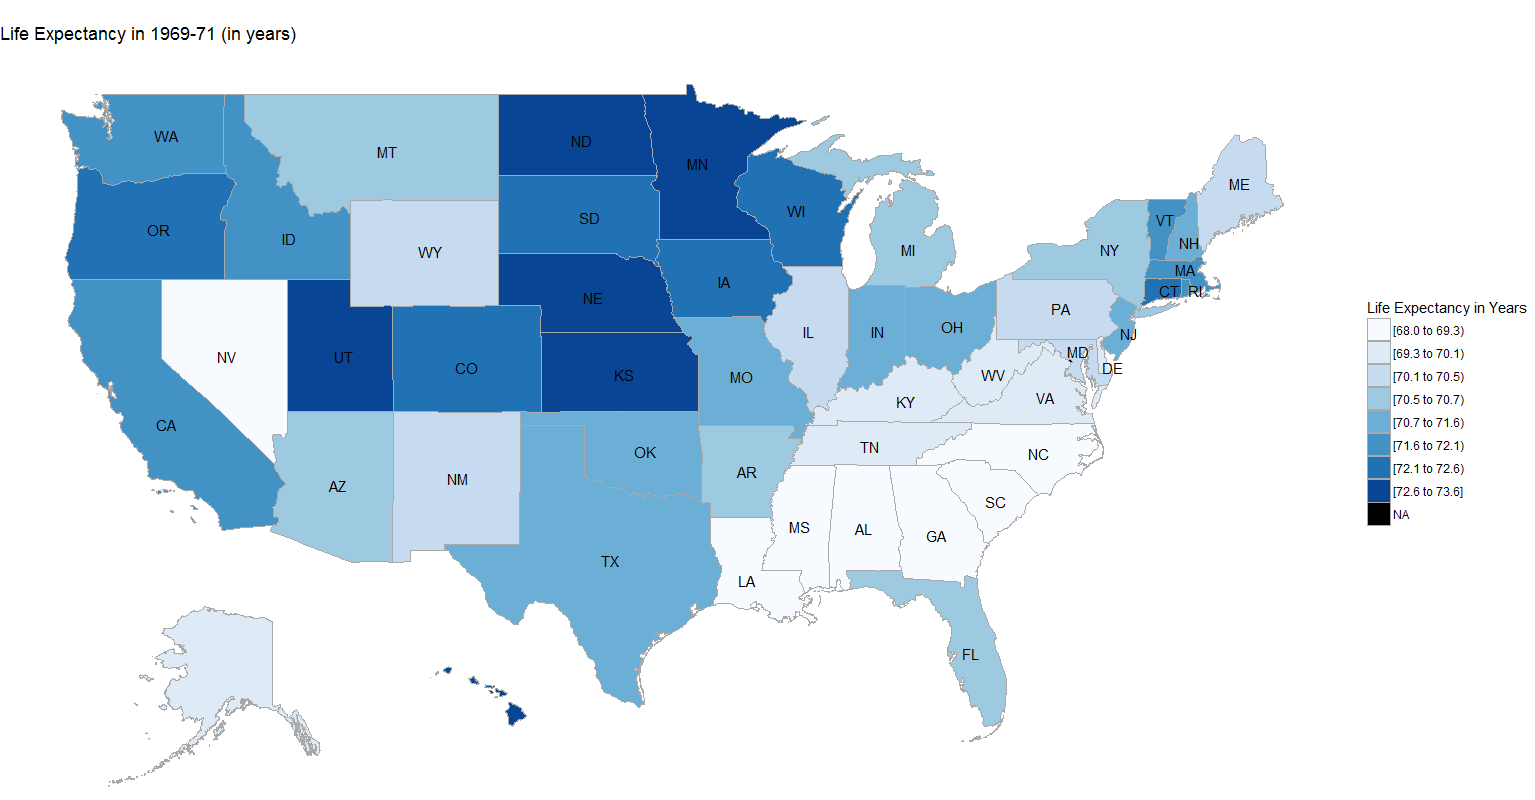 Life Expectancy in 1969-71 (in years)
WA
MT
ND
MN
ME
OR
ID
WY
SD
WI
MI
NY
VT
NH
MA
CT
RI
NE
IA
PA
NJ
NV
UT
CO
KS
MO
IL
IN
OH
MD
DE
WV
VA
KY
CA
AZ
NM
OK
AR
TN
NC
SC
TX
LA
MS
AL
GA
FL
Life Expectancy in Years
[68.0 to 69.3)
[69.3 to 70.1)
[70.1 to 70.5)
[70.5 to 70.7)
[70.7 to 71.6)
[71.6 to 72.1)
[72.1 to 72.6)
[72.6 to 73.6]
NA